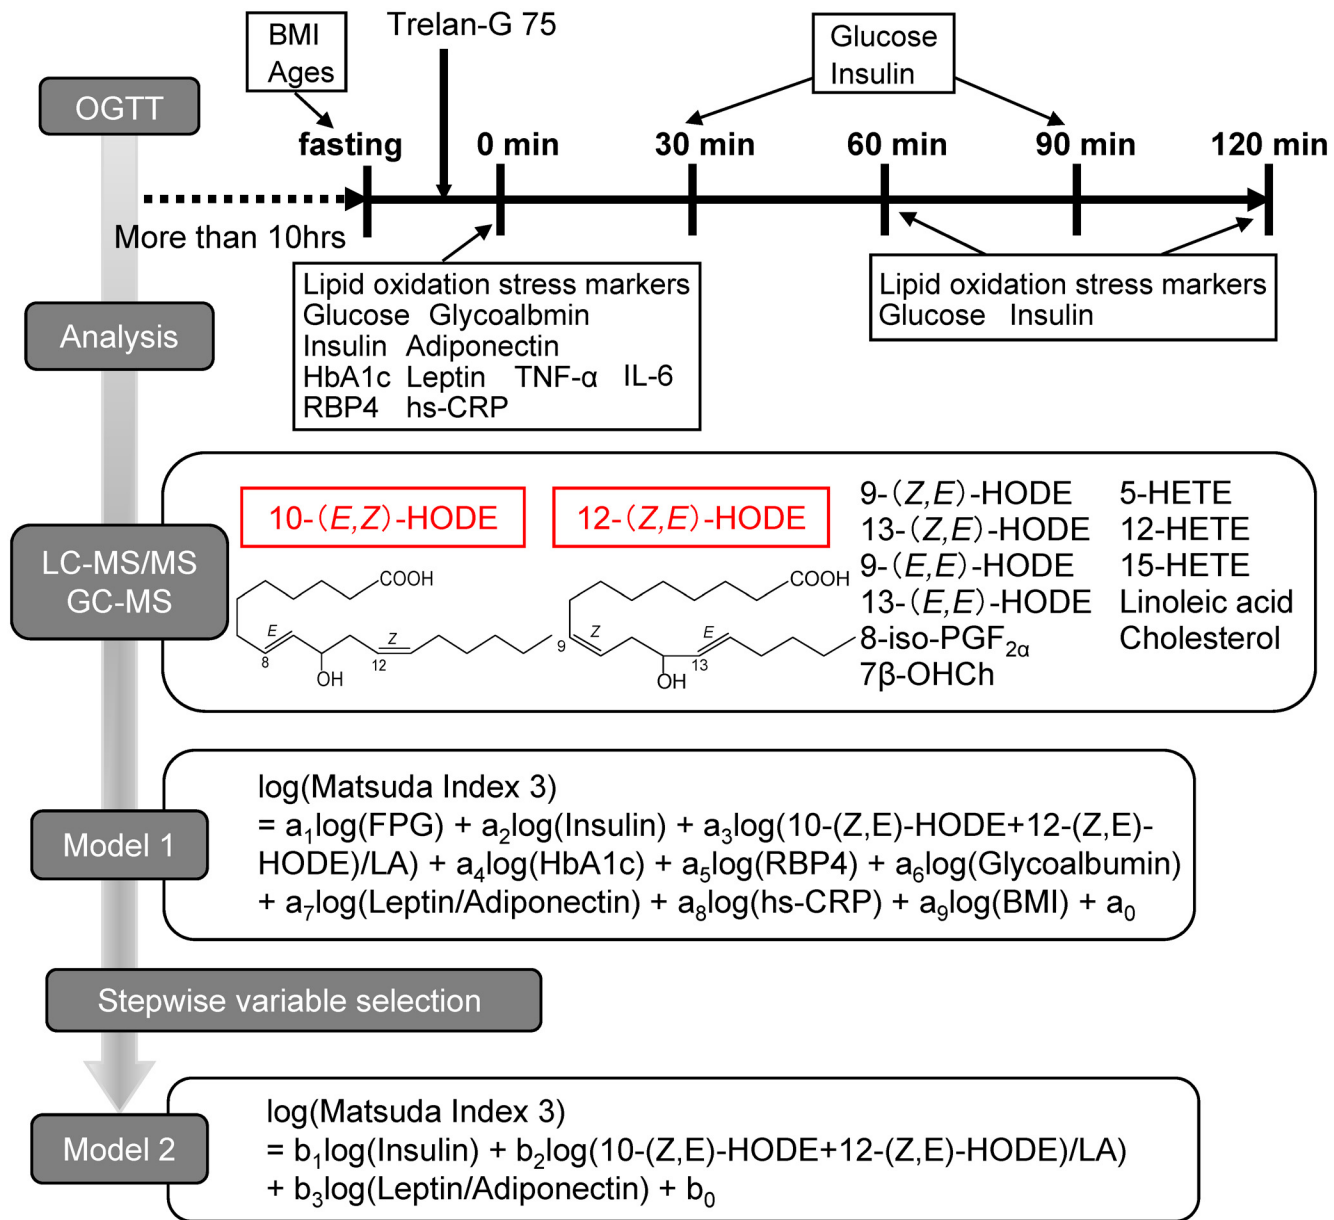 BMI
Ages
Trelan-G 75
Glucose
Insulin
OGTT
fasting
0 min
30 min
60 min
90 min
120 min
More than 10hrs
Lipid oxidation stress markers
Glucose Glycoalbmin
Insulin Adiponectin
HbA1c Leptin TNF-α IL-6
RBP4 hs-CRP
Lipid oxidation stress markers
Glucose Insulin
Analysis
LC-MS/MS
GC-MS
10-(E,Z)-HODE
12-(Z,E)-HODE
COOH
E
8
Z
12
OH
COOH
Z
9
E
13
OH
9-(Z,E)-HODE 5-HETE
13-(Z,E)-HODE 12-HETE
9-(E,E)-HODE 15-HETE
13-(E,E)-HODE Linoleic acid
8-iso-PGF2α Cholesterol
7β-OHCh
Model 1
log(Matsuda Index 3)
= a1log(FPG) + a2log(Insulin) + a3log(10-(Z,E)-HODE+12-(Z,E)-
HODE)/LA) + a4log(HbA1c) + a5log(RBP4) + a6log(Glycoalbumin)
+ a7log(Leptin/Adiponectin) + a8log(hs-CRP) + a9log(BMI) + a0
Stepwise variable selection
Model 2
log(Matsuda Index 3)
= b1log(Insulin) + b2log(10-(Z,E)-HODE+12-(Z,E)-HODE)/LA)
+ b3log(Leptin/Adiponectin) + b0